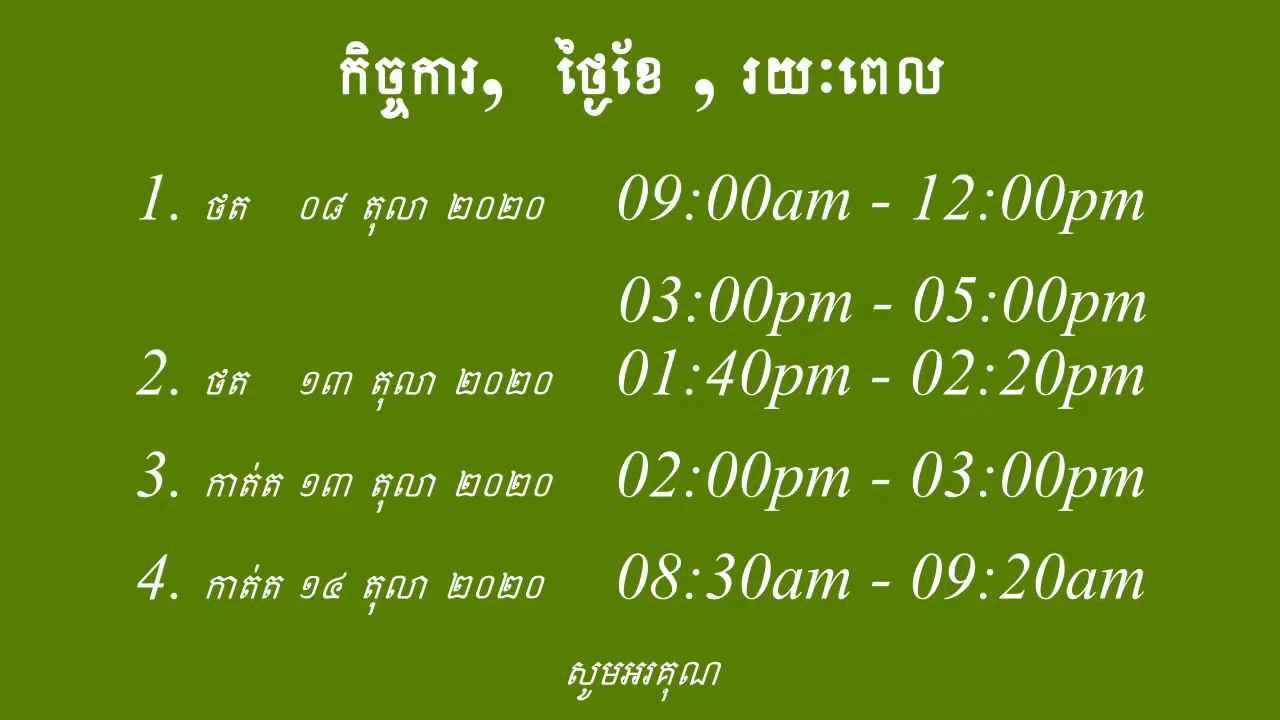 កិច្ចការ, ថ្ងៃខែ , រយៈពេល
1. ថត ០៨ តុលា ២០២០ 09:00am - 12:00pm
03:00pm - 05:00pm
2. ថត ១៣ តុលា ២០២០ 01:40pm - 02:20pm
3. កាត់ត ១៣ តុលា ២០២០ 02:00pm - 03:00pm
4. កាត់ត ១៤ តុលា ២០២០ 08:30am - 09:20am
សូមអរគុណ